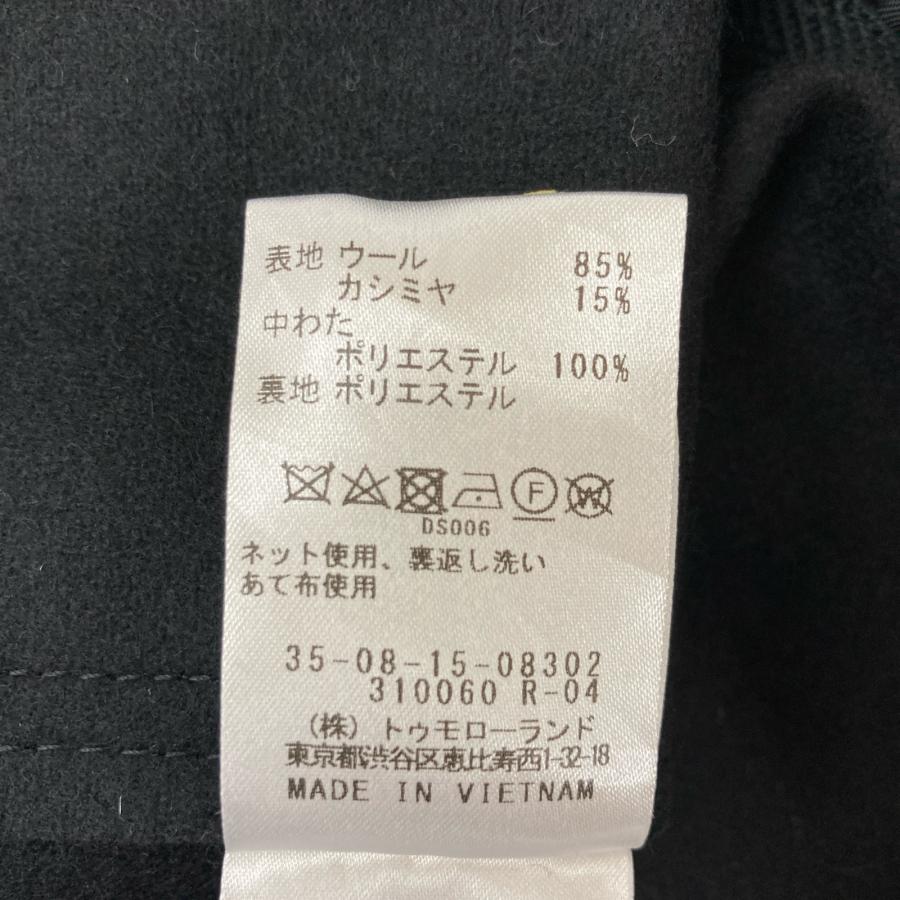 表地 ウール 85%
カシミヤ 15%
中わた
ポリエステル 100%
裏地 ポリエステル
F W
DS006
ネット使用、裏返し洗い
あて布使用
35-08-15-08302
310060 R-04
(株) トゥモローランド
東京都渋谷区恵比寿西1-32-18
MADE IN VIETNAM